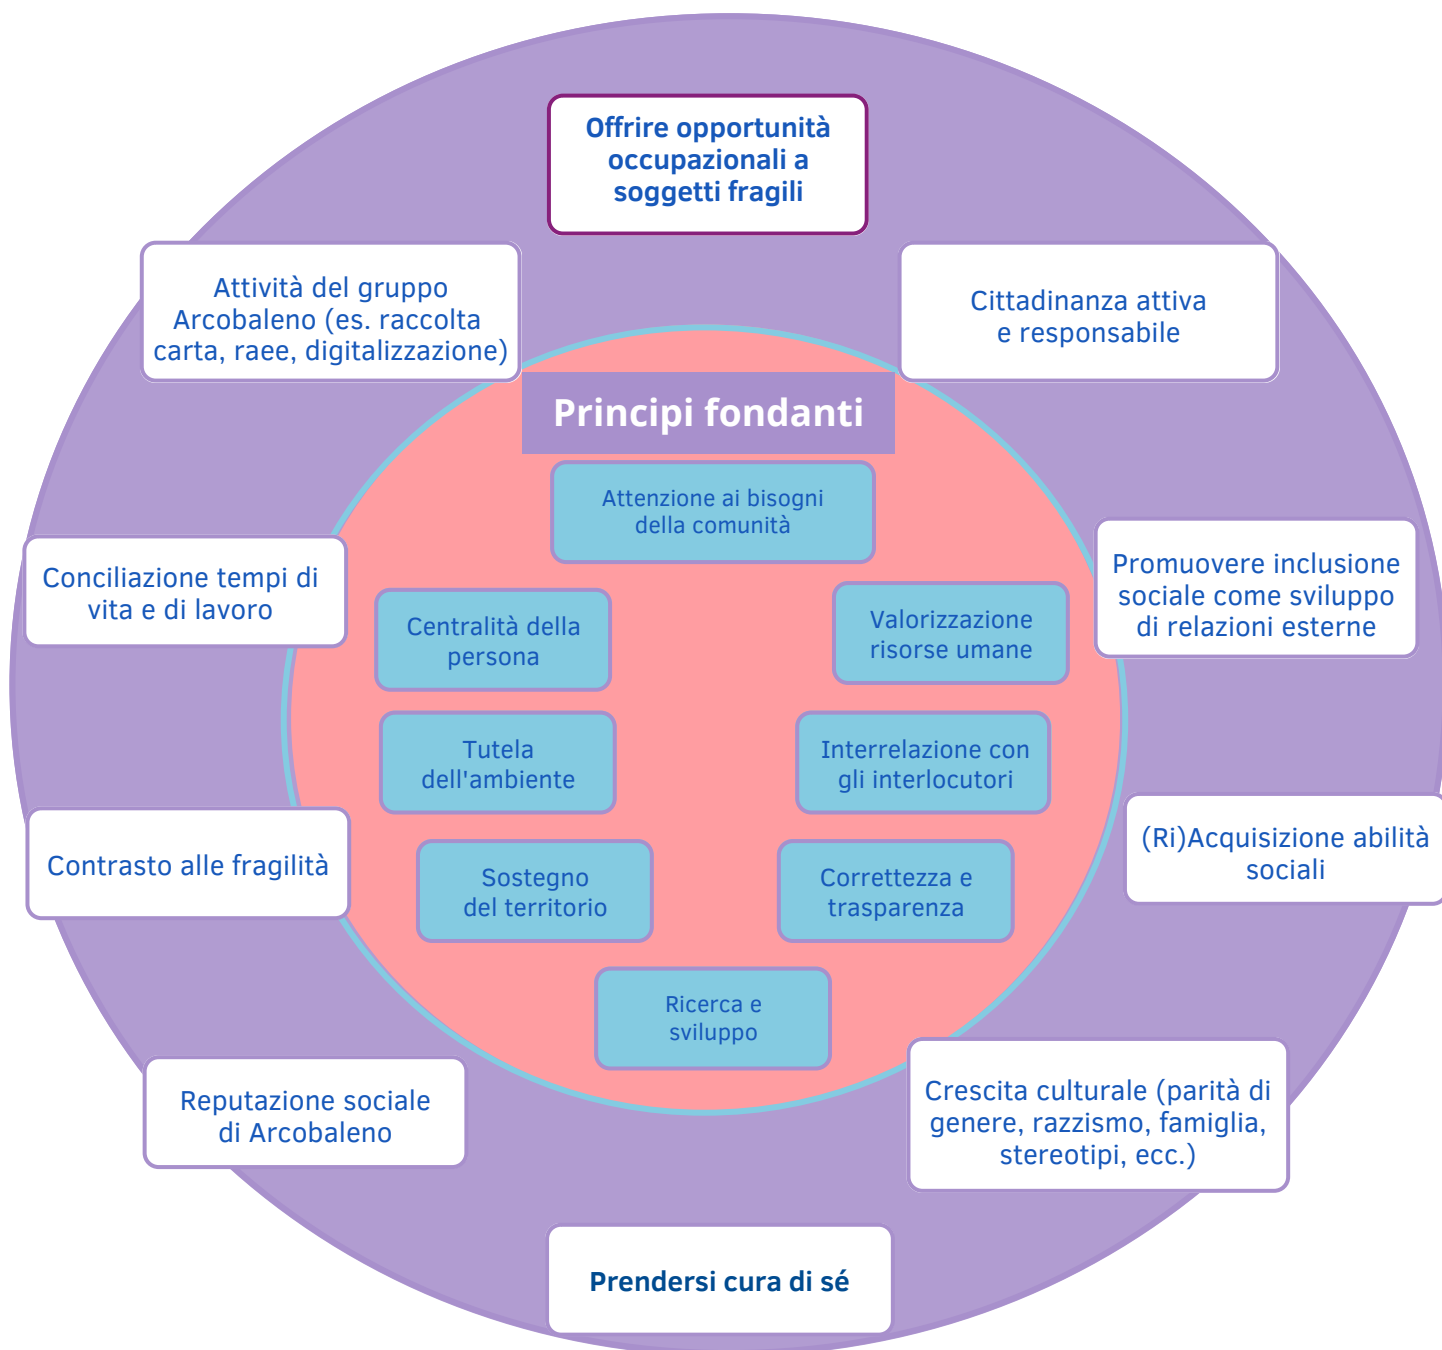 Offrire opportunità
occupazionali a
soggetti fragili
Attività del gruppo
Arcobaleno (es. raccolta
carta, raee, digitalizzazione)
Cittadinanza attiva
e responsabile
Principi fondanti
Attenzione ai bisogni
della comunità
Conciliazione tempi di
vita e di lavoro
Centralità della
persona
Valorizzazione
risorse umane
Promuovere inclusione
sociale come sviluppo
di relazioni esterne
Tutela
dell'ambiente
Interrelazione con
gli interlocutori
Contrasto alle fragilità
Sostegno
del territorio
Correttezza e
trasparenza
(Ri)Acquisizione abilità
sociali
Ricerca e
sviluppo
Reputazione sociale
di Arcobaleno
Crescita culturale (parità di
genere, razzismo, famiglia,
stereotipi, ecc.)
Prendersi cura di sé